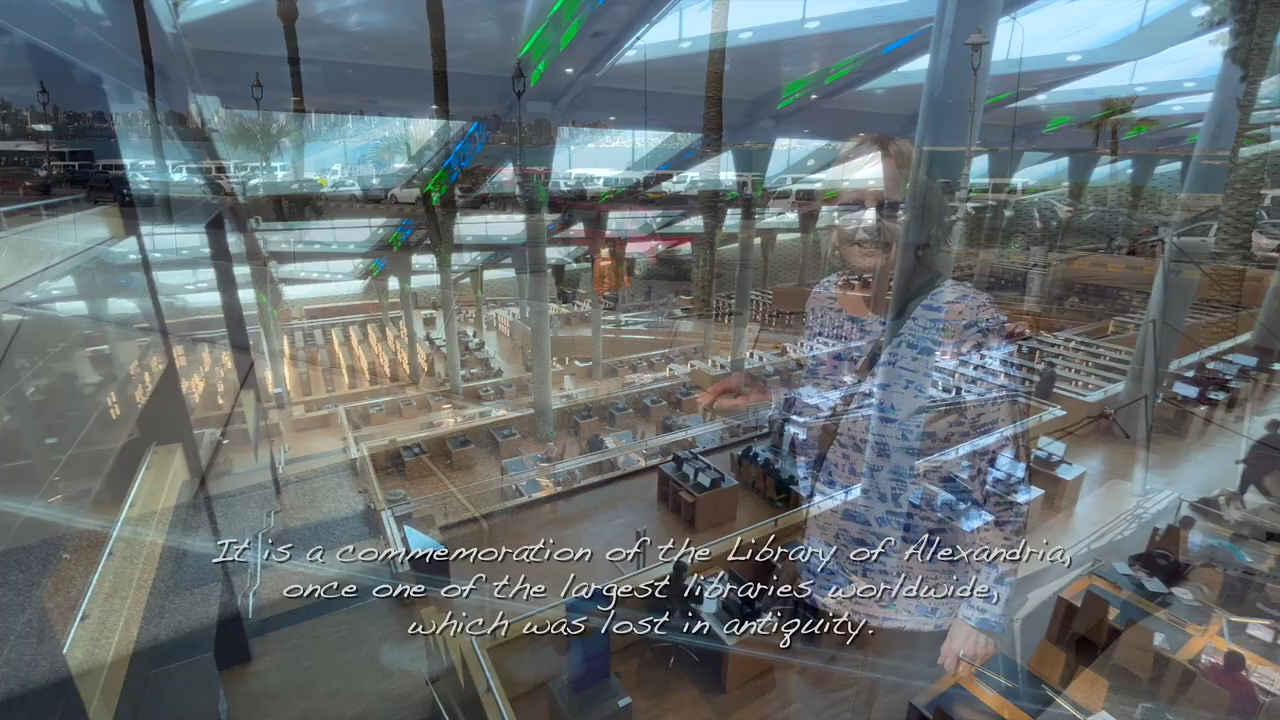 It is a commemoration of the Library of Alexandria,
once one of the largest libraries worldwide,
which was lost in antiquity.